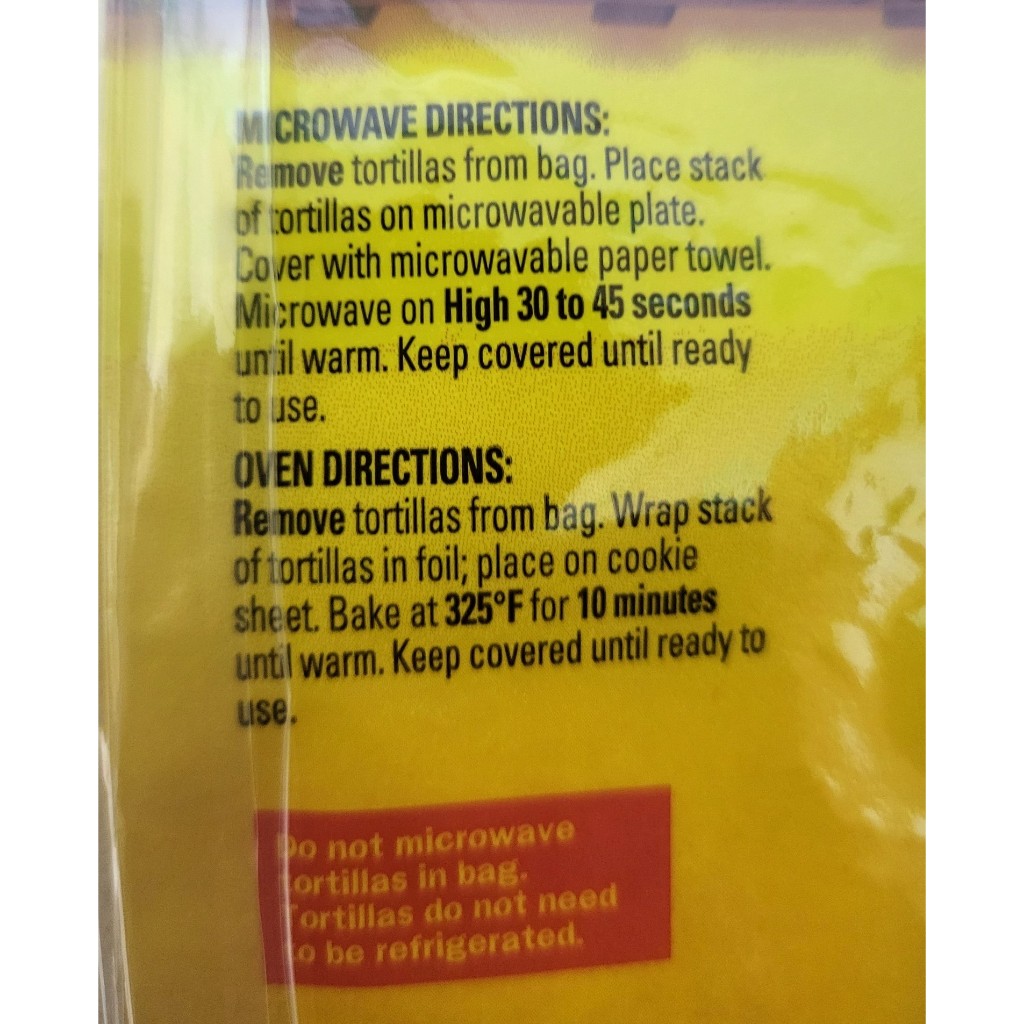 MICROWAVE DIRECTIONS:
Remove tortillas from bag. Place stack
of tortillas on microwavable plate.
Cover with microwavable paper towel.
Microwave on High 30 to 45 seconds
until warm. Keep covered until ready
to use.
OVEN DIRECTIONS:
Remove tortillas from bag. Wrap stack
of tortillas in foil; place on cookie
sheet. Bake at 325°F for 10 minutes
until warm. Keep covered until ready to
use.
Do not microwave
tortillas in bag.
Tortillas do not need
to be refrigerated.